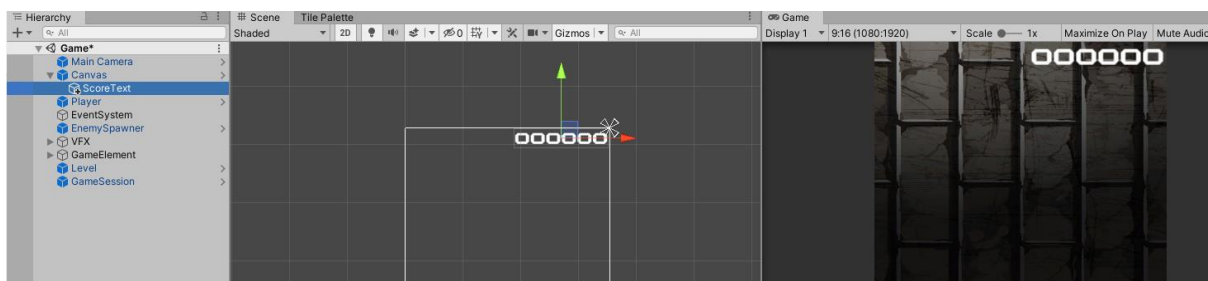 Hierarchy
Scene Tile Palette
Game
All
Shaded 2D 0 Gizmos All
Display 1 9:16 (1080:1920) Scale 1x Maximize On Play Mute Audio
Game*
Main Camera
Canvas
ScoreText
Player
EventSystem
EnemySpawner
VFX
GameElement
Level
GameSession
000000
000000